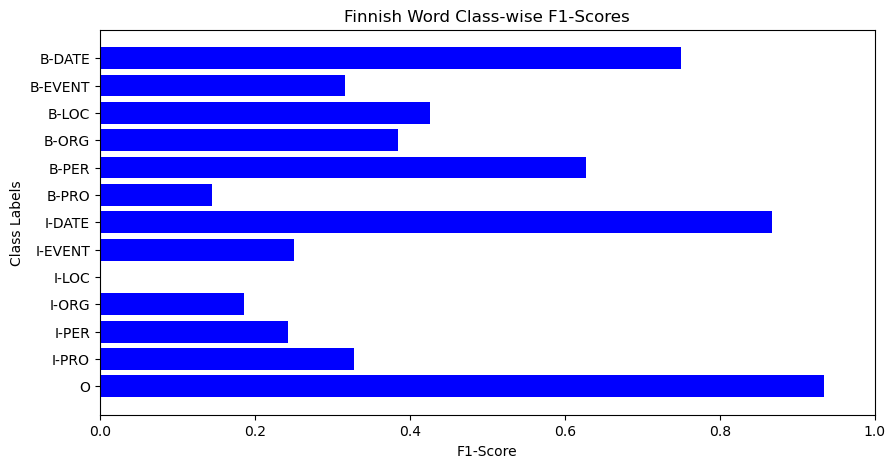 Finnish Word Class-wise F1-Scores
Class Labels
B-DATE
B-EVENT
B-LOC
B-ORG
B-PER
B-PRO
I-DATE
I-EVENT
I-LOC
I-ORG
I-PER
I-PRO
O
0.0 0.2 0.4 0.6 0.8 1.0
F1-Score